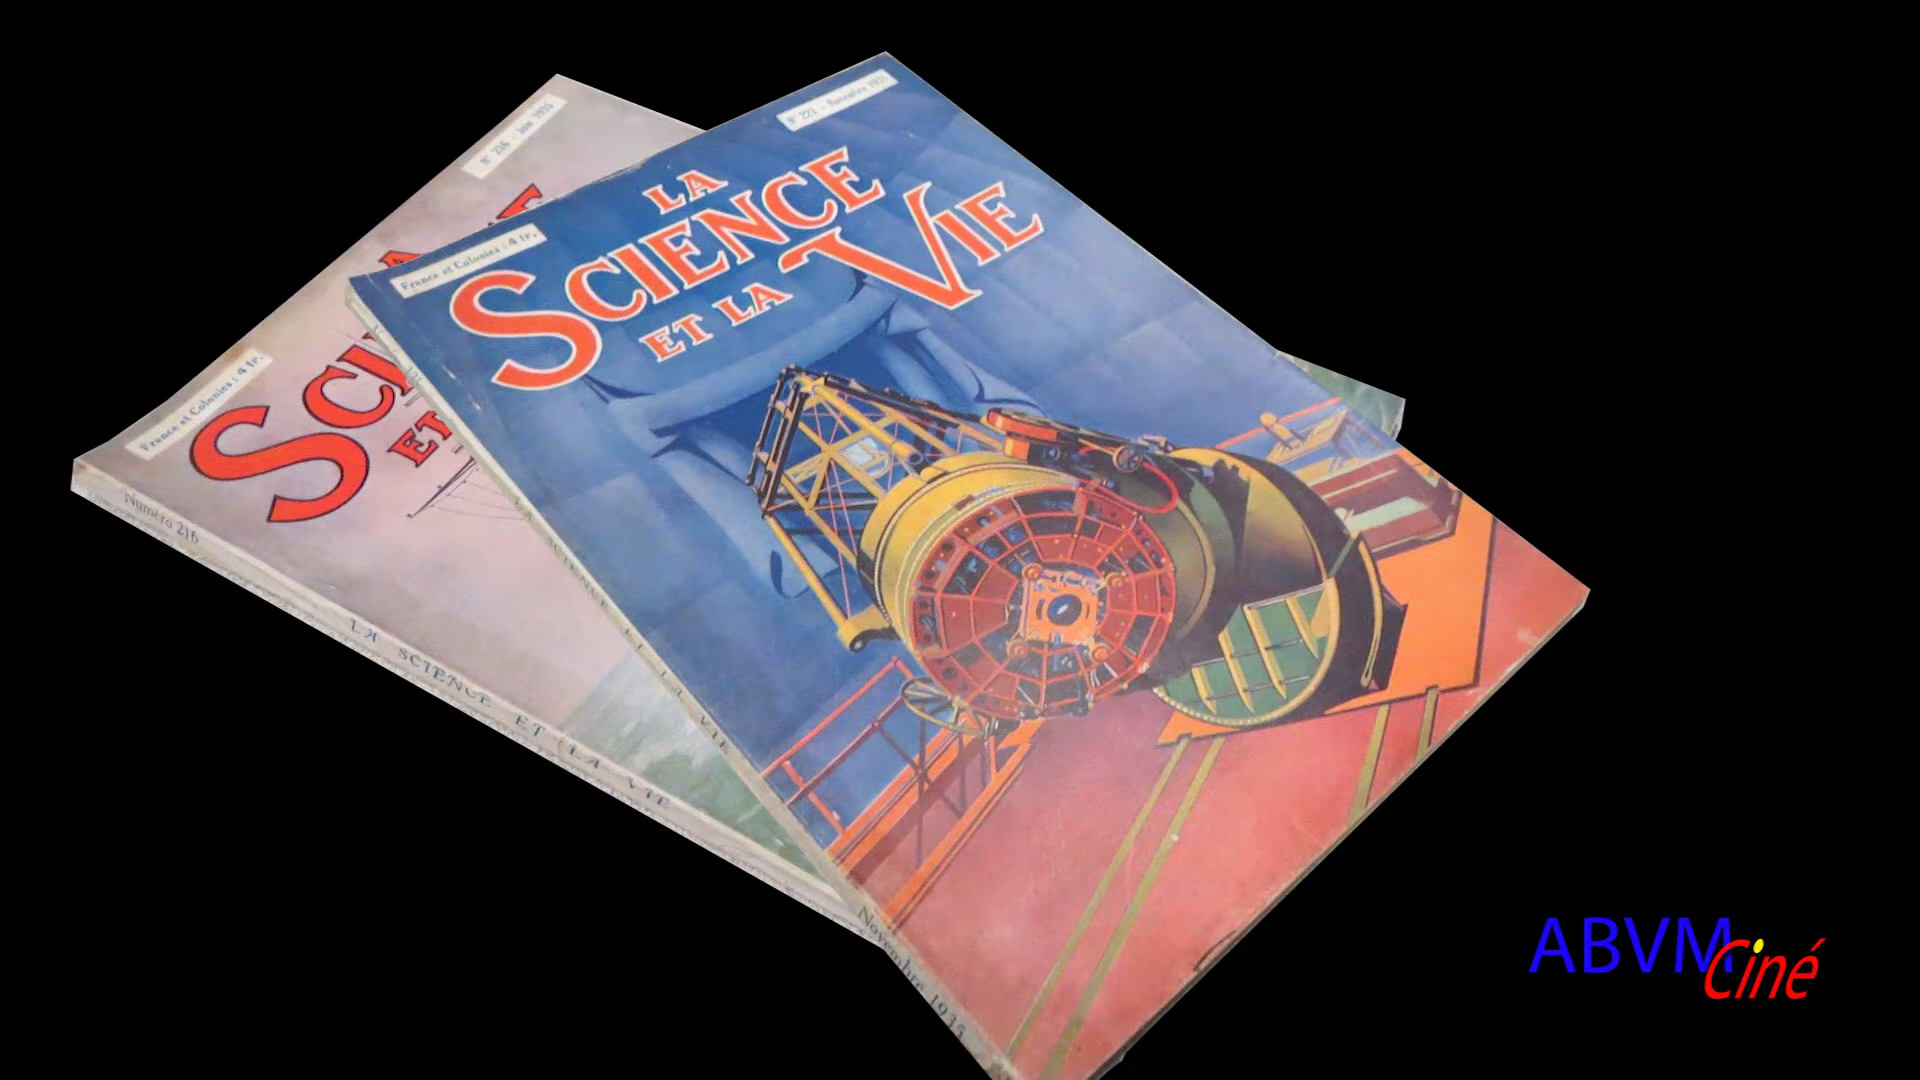 N° 216 - Juin 1935
France et Colonies : 4 fr.
SCI
ET
Numéro 216
LA SCIENCE ET LA VIE
N° 221 - Novembre 1935
France et Colonies : 4 fr.
LA
SCIENCE
ET LA VIE
LA SCIENCE ET LA VIE
Novembre 1935
ABVM
Ciné